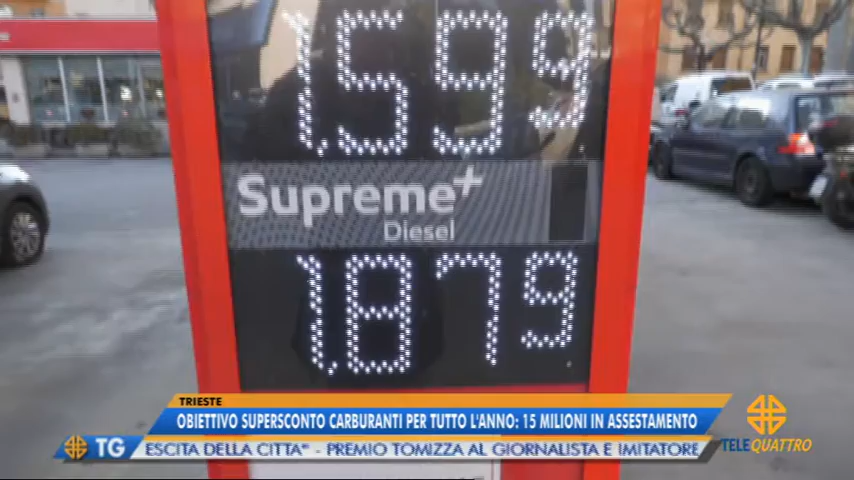 1.599
Supreme+
Diesel
1.879
TRIESTE
OBIETTIVO SUPERSCONTO CARBURANTI PER TUTTO L'ANNO: 15 MILIONI IN ASSESTAMENTO
TG
ESCITA DELLA CITTA" - PREMIO TOMIZZA AL GIORNALISTA E IMITATORE
TELEQUATTRO